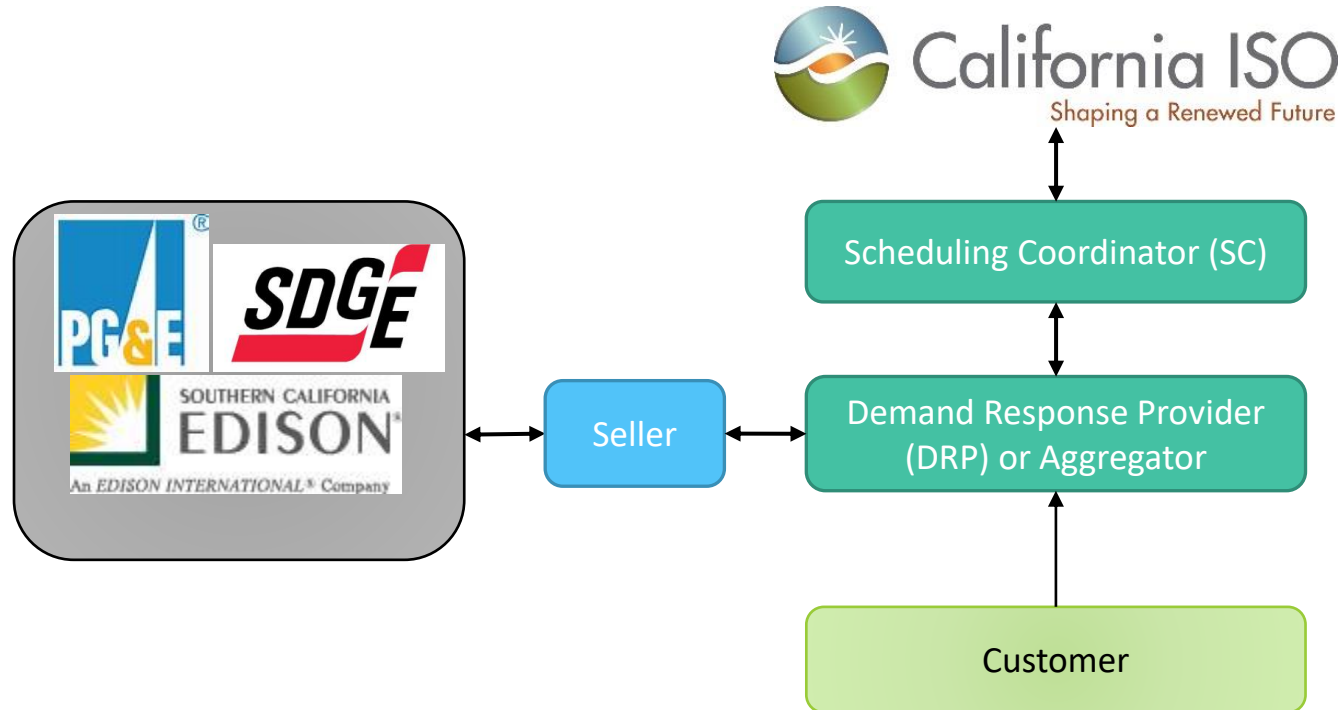 California ISO
Shaping a Renewed Future
PG&E®
SDGE
SOUTHERN CALIFORNIA
EDISON®
An EDISON INTERNATIONAL® Company
Scheduling Coordinator (SC)
Seller
Demand Response Provider
(DRP) or Aggregator
Customer